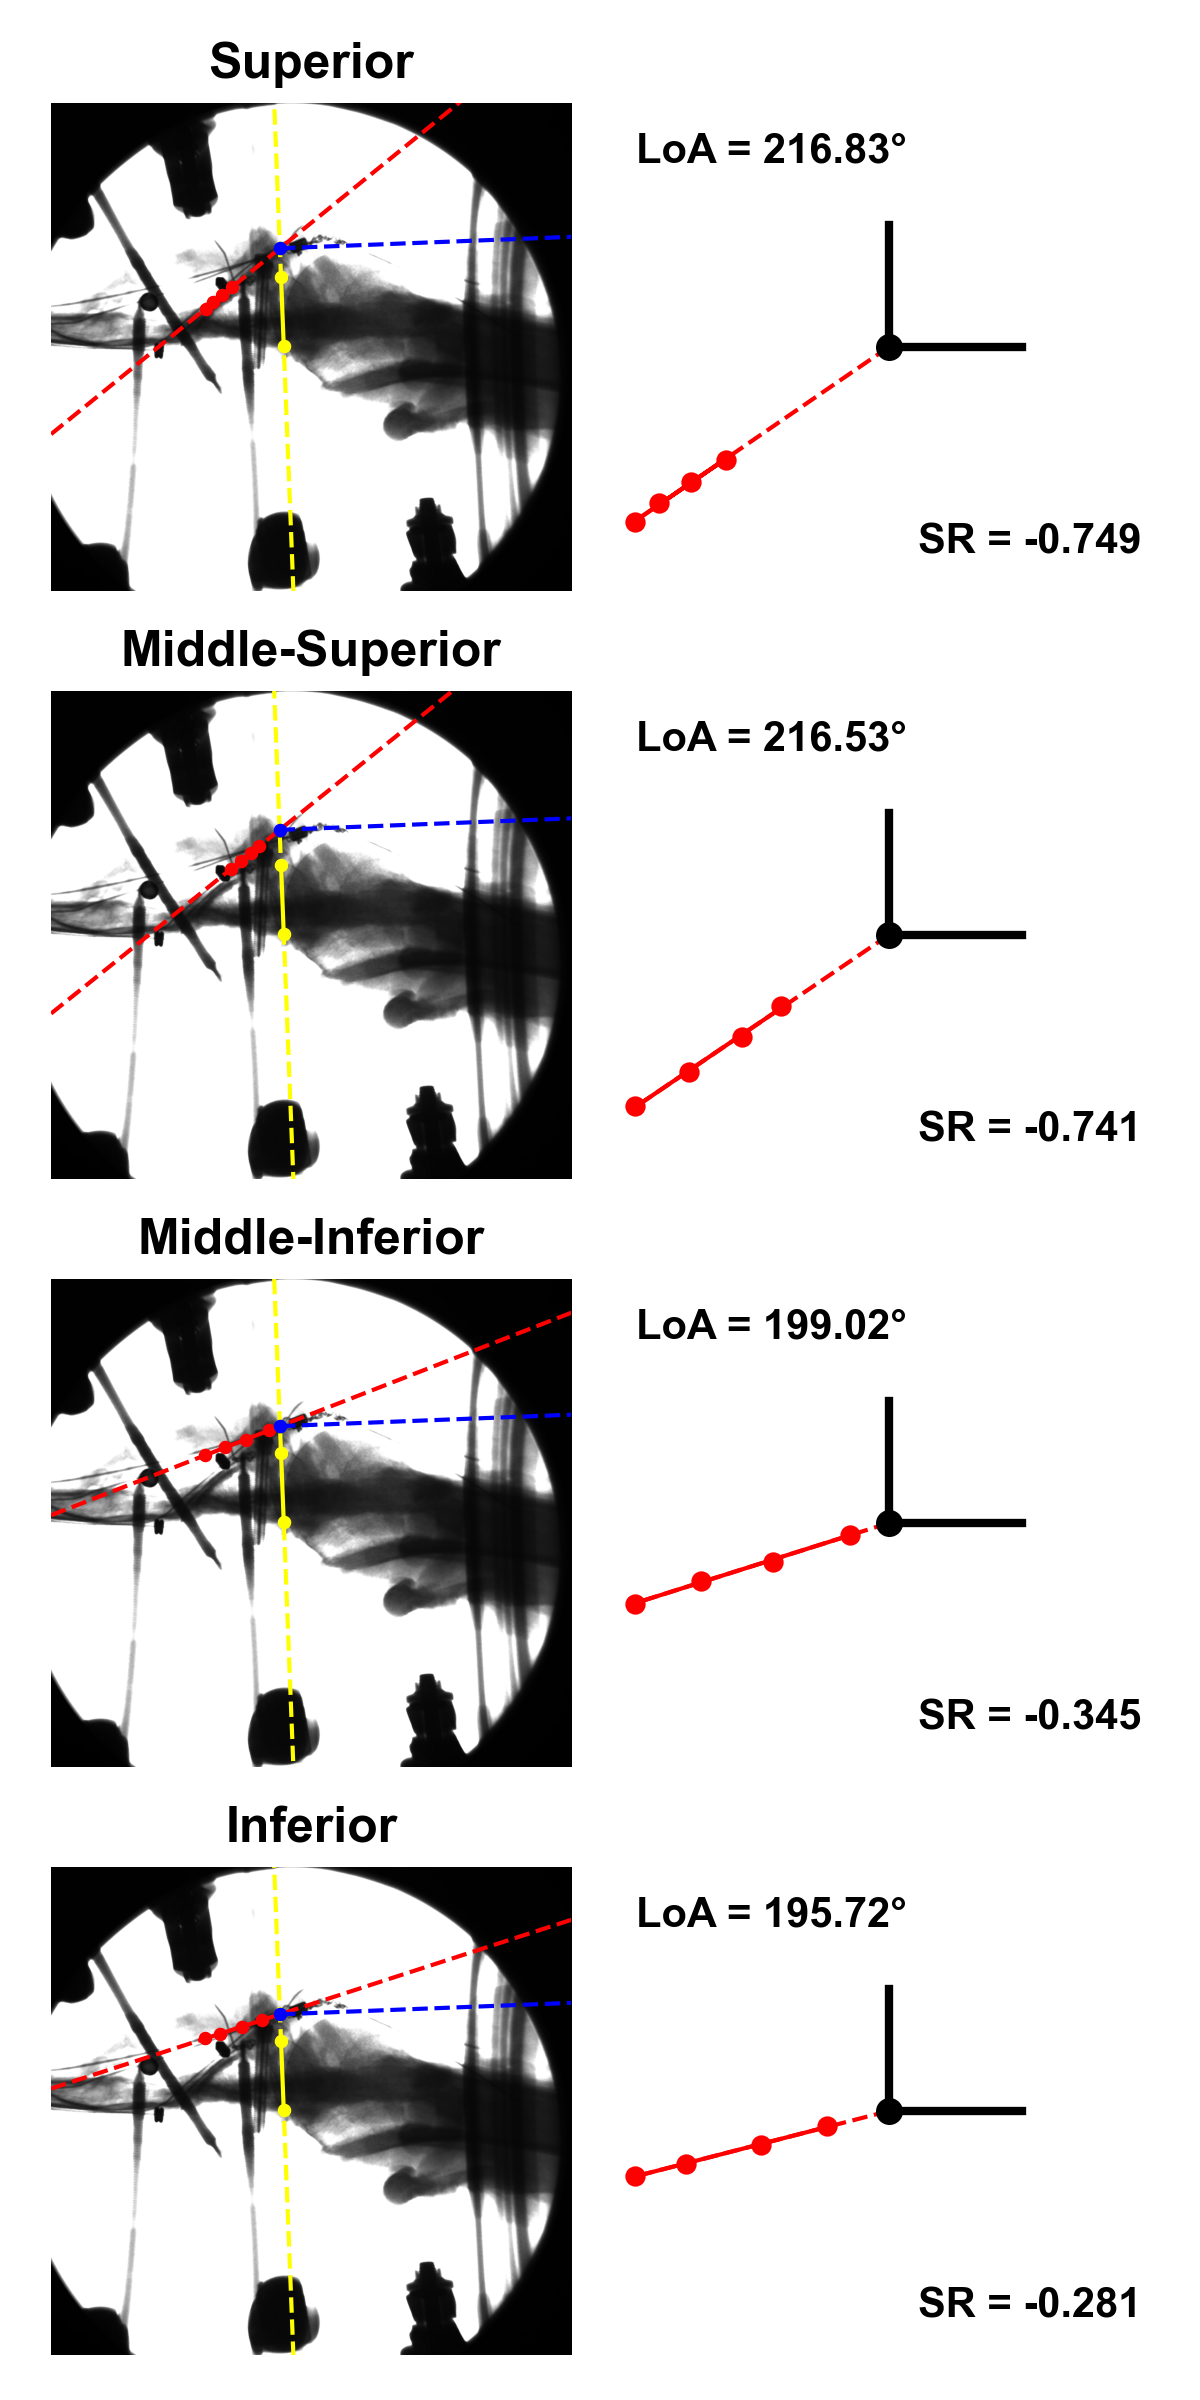 Superior
LoA = 216.83°
SR = -0.749
Middle-Superior
LoA = 216.53°
SR = -0.741
Middle-Inferior
LoA = 199.02°
SR = -0.345
Inferior
LoA = 195.72°
SR = -0.281